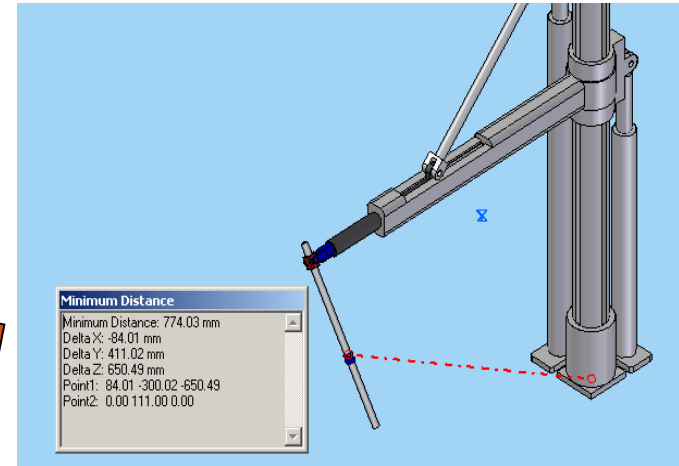 Minimum Distance
Minimum Distance: 774.03 mm
Delta X: -84.01 mm
Delta Y: 411.02 mm
Delta Z: 650.49 mm
Point1: 84.01 -300.02 -650.49
Point2: 0.00 111.00 0.00